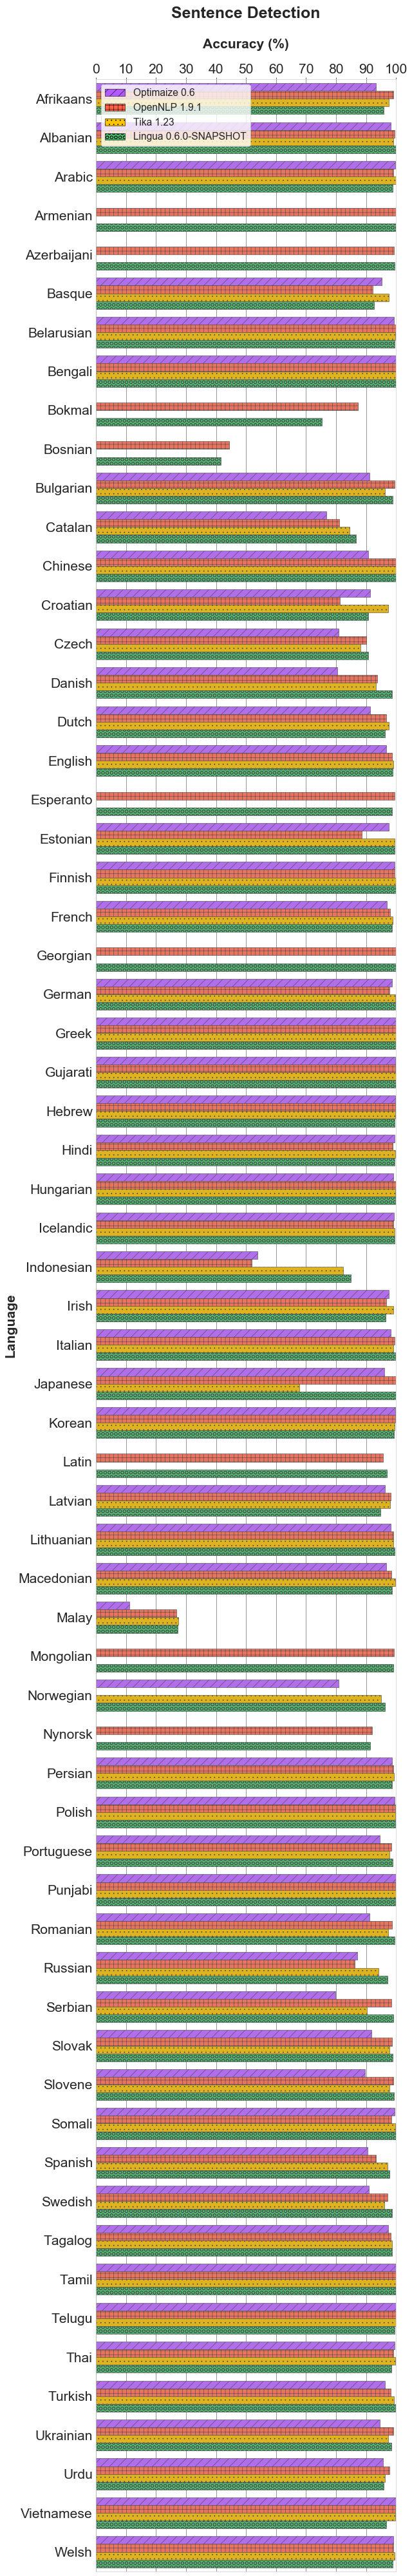 Sentence Detection
Accuracy (%)
0 10 20 30 40 50 60 70 80 90 100
Optimaize 0.6
OpenNLP 1.9.1
Tika 1.23
Lingua 0.6.0-SNAPSHOT
Afrikaans
Albanian
Arabic
Armenian
Azerbaijani
Basque
Belarusian
Bengali
Bokmal
Bosnian
Bulgarian
Catalan
Chinese
Croatian
Czech
Danish
Dutch
English
Esperanto
Estonian
Finnish
French
Georgian
German
Greek
Gujarati
Hebrew
Hindi
Hungarian
Icelandic
Indonesian
Irish
Italian
Japanese
Korean
Latin
Latvian
Lithuanian
Macedonian
Malay
Mongolian
Norwegian
Nynorsk
Persian
Polish
Portuguese
Punjabi
Romanian
Russian
Serbian
Slovak
Slovene
Somali
Spanish
Swedish
Tagalog
Tamil
Telugu
Thai
Turkish
Ukrainian
Urdu
Vietnamese
Welsh
Language